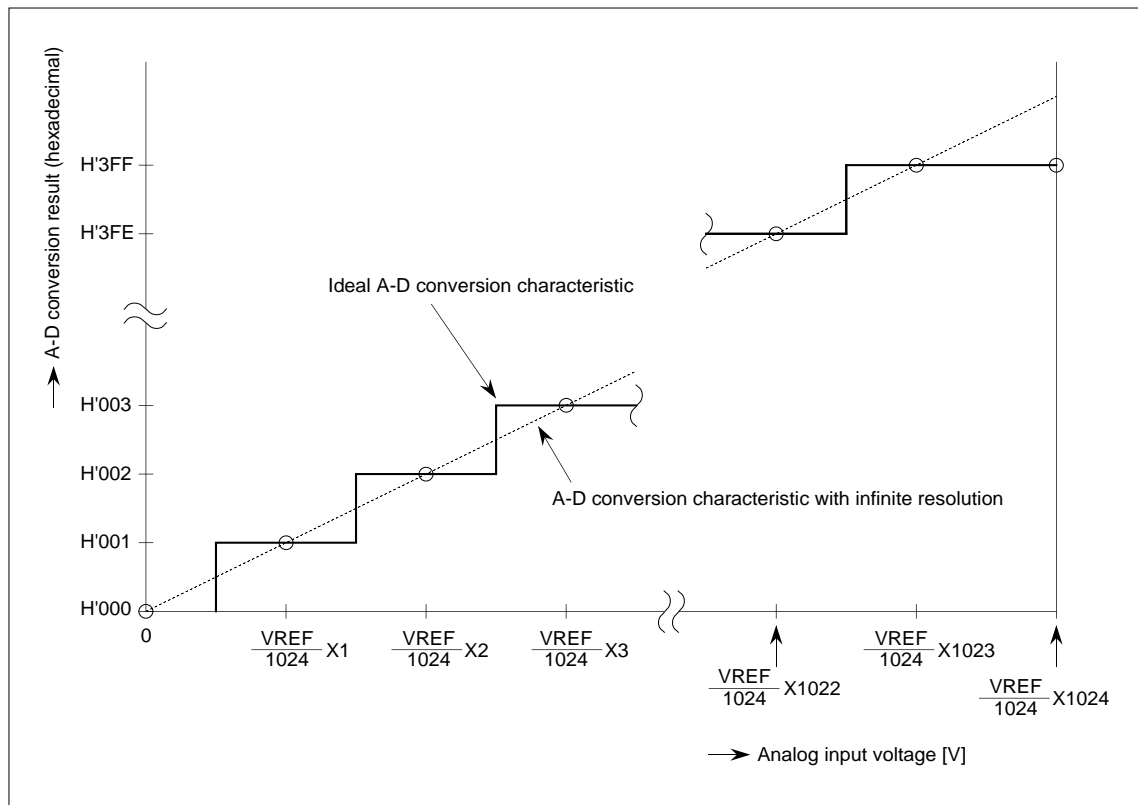 A-D conversion result (hexadecimal)
H'3FF
H'3FE
Ideal A-D conversion characteristic
H'003
H'002
A-D conversion characteristic with infinite resolution
H'001
H'000
0
VREF
1024
X1
VREF
1024
X2
VREF
1024
X3
VREF
1024
X1022
VREF
1024
X1023
VREF
1024
X1024
Analog input voltage [V]